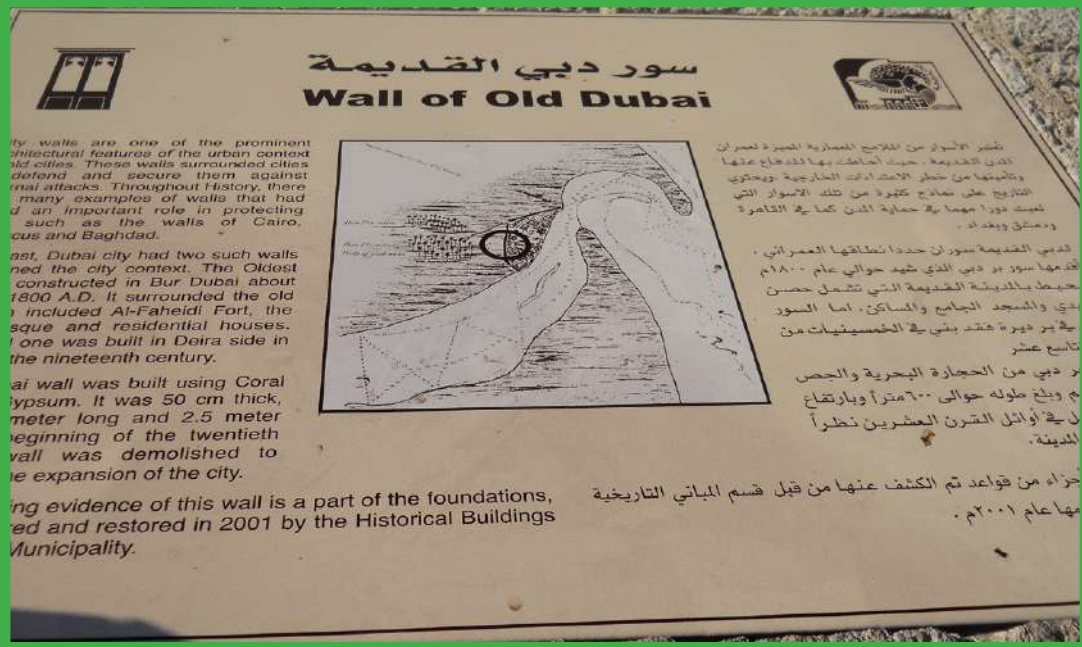 سور دبي القديمة
Wall of Old Dubai
ty walls are one of the prominent
chitectural features of the urban context
old cities. These walls surrounded cities
defend and secure them against
rnal attacks. Throughout History, there
many examples of walls that had
d an important role in protecting
such as the walls of Cairo,
cus and Baghdad.
ast, Dubai city had two such walls
ned the city context. The Oldest
constructed in Bur Dubai about
1800 A.D. It surrounded the old
included Al-Faheidi Fort, the
sque and residential houses.
one was built in Deira side in
the nineteenth century.
ai wall was built using Coral
ypsum. It was 50 cm thick,
meter long and 2.5 meter
eginning of the twentieth
wall was demolished to
e expansion of the city.
ing evidence of this wall is a part of the foundations,
red and restored in 2001 by the Historical Buildings
Municipality.
تعتبر الأسوار من الملامح المعمارية المميزة لعمران
المدن القديمة، حيث أحاطت بها للدفاع عنها
وتأمينها من خطر الاعتداءات الخارجية ويحتوي
التاريخ على نماذج كثيرة من تلك الاسوار التي
لعبت دورا مهما في حماية المدن كما في القاهرة
ودمشق وبغداد.
لدبي القديمة سوران حددا نطاقها العمراني،
أقدمها سور بر دبي الذي شيد حوالي عام ١٨٠٠م
حيط بالمدينة القديمة التي تشمل حصن
يدي والمسجد الجامع والمساكن، اما السور
في بر ديرة فقد بني في الخمسينيات من
تاسع عشر
ر دبي من الحجارة البحرية والجص
م وبلغ طوله حوالى ٦٠٠متراً وبارتفاع
ل في أوائل القرن العشرين نظراً
المدينة.
أجزاء من قواعد تم الكشف عنها من قبل قسم المباني التاريخية
مها عام ٢٠٠١م.